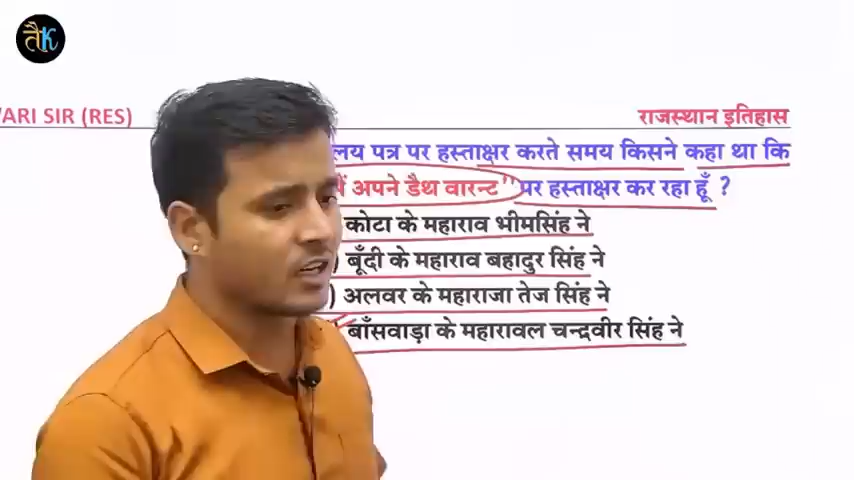 तैK
ARI SIR (RES)
राजस्थान इतिहास
लय पत्र पर हस्ताक्षर करते समय किसने कहा था कि
मैं अपने डैथ वारन्ट'' पर हस्ताक्षर कर रहा हूँ ?
कोटा के महाराव भीमसिंह ने
) बूँदी के महाराव बहादुर सिंह ने
) अलवर के महाराजा तेज सिंह ने
बाँसवाड़ा के महारावल चन्द्रवीर सिंह ने